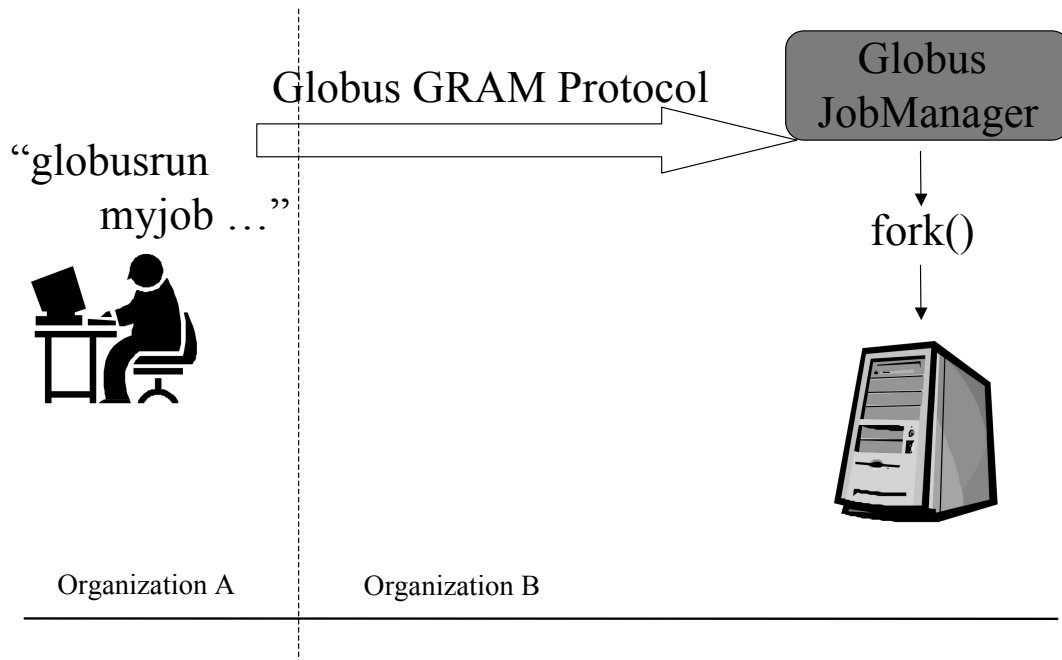 Globus
JobManager
Globus GRAM Protocol
“globusrun
myjob …”
fork()
Organization A
Organization B